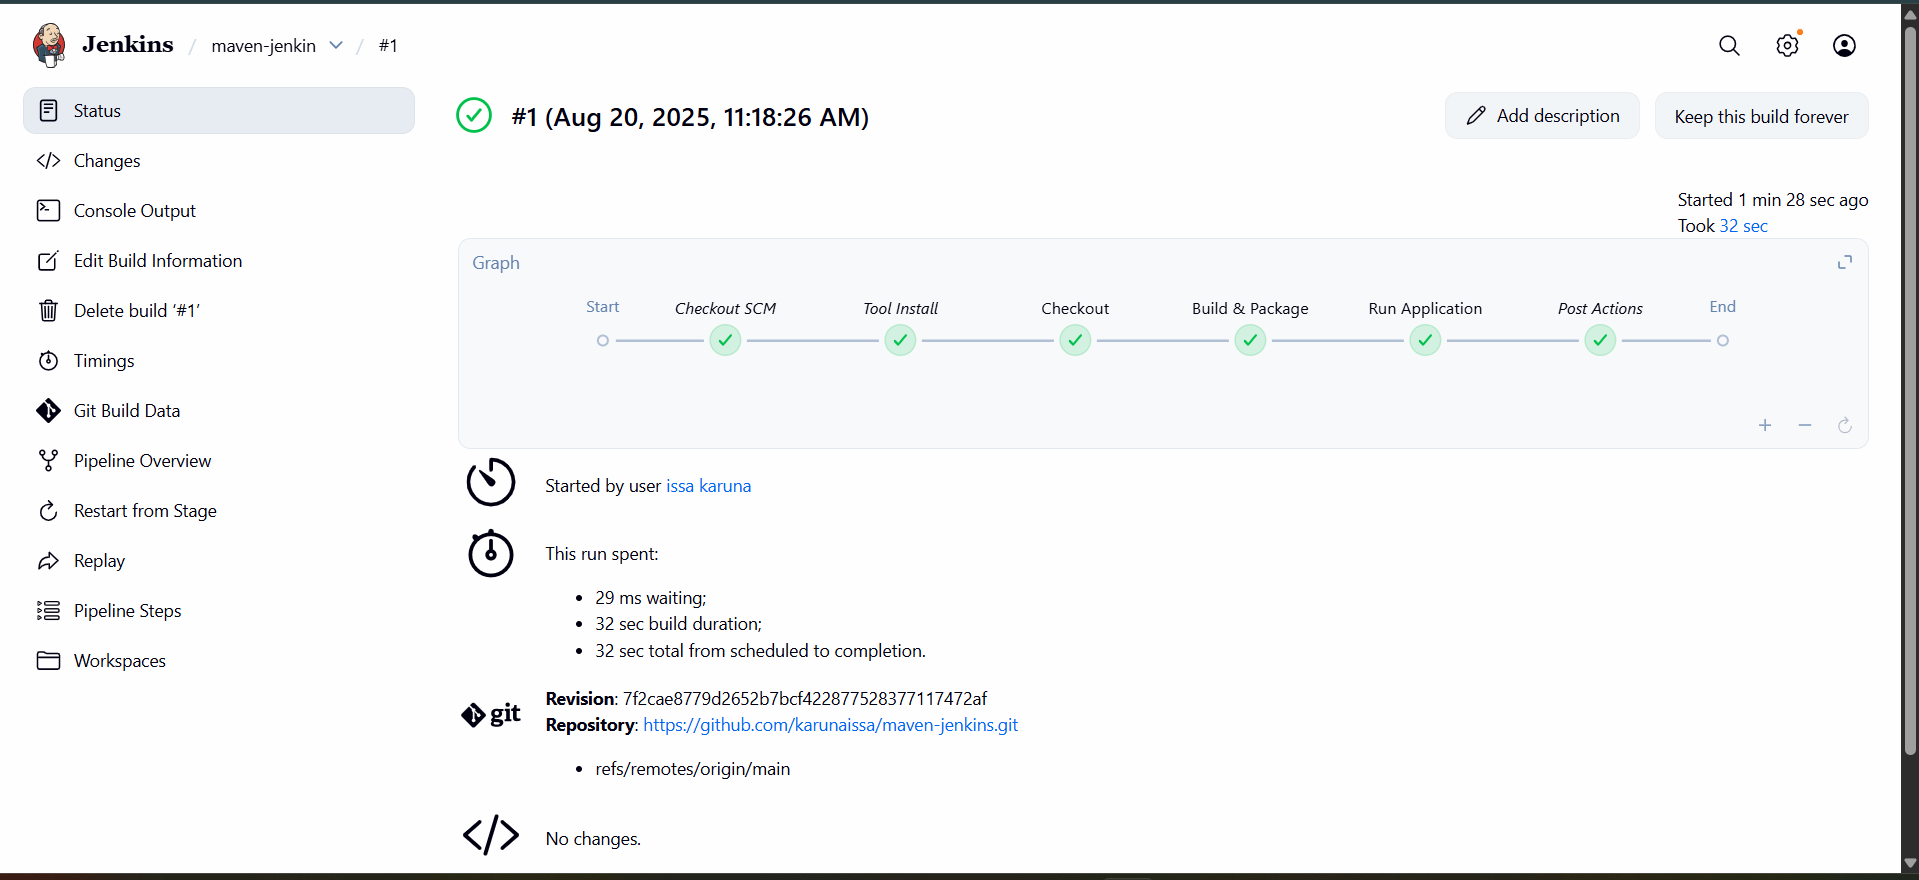 Jenkins / maven-jenkin / #1
Status
Changes
Console Output
Edit Build Information
Delete build ‘#1’
Timings
Git Build Data
Pipeline Overview
Restart from Stage
Replay
Pipeline Steps
Workspaces
#1 (Aug 20, 2025, 11:18:26 AM)
Add description
Keep this build forever
Started 1 min 28 sec ago
Took 32 sec
Graph
Start Checkout SCM Tool Install Checkout Build & Package Run Application Post Actions End
Started by user issa karuna
This run spent:
• 29 ms waiting;
• 32 sec build duration;
• 32 sec total from scheduled to completion.
git
Revision: 7f2cae8779d2652b7bcf422877528377117472af
Repository: https://github.com/karunaissa/maven-jenkins.git
• refs/remotes/origin/main
No changes.